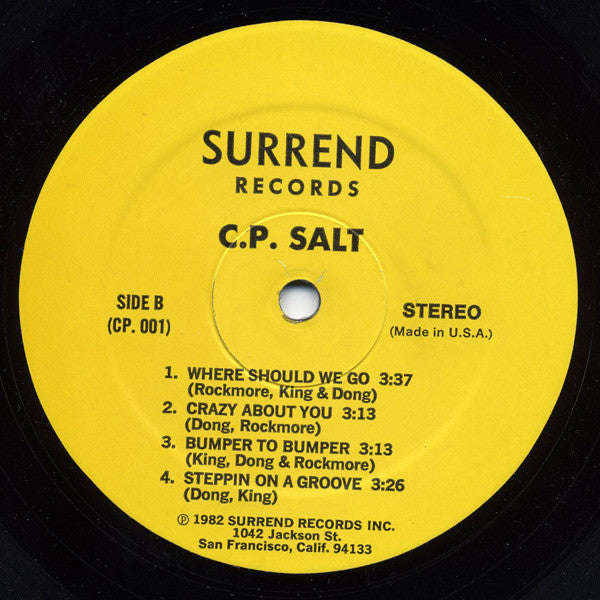 SURREND
RECORDS
C.P. SALT
SIDE B
(CP. 001)
STEREO
(Made in U.S.A.)
1. WHERE SHOULD WE GO 3:37
(Rockmore, King & Dong)
2. CRAZY ABOUT YOU 3:13
(Dong, Rockmore)
3. BUMPER TO BUMPER 3:13
(King, Dong & Rockmore)
4. STEPPIN ON A GROOVE 3:26
(Dong, King)
℗ 1982 SURREND RECORDS INC.
1042 Jackson St.
San Francisco, Calif. 94133